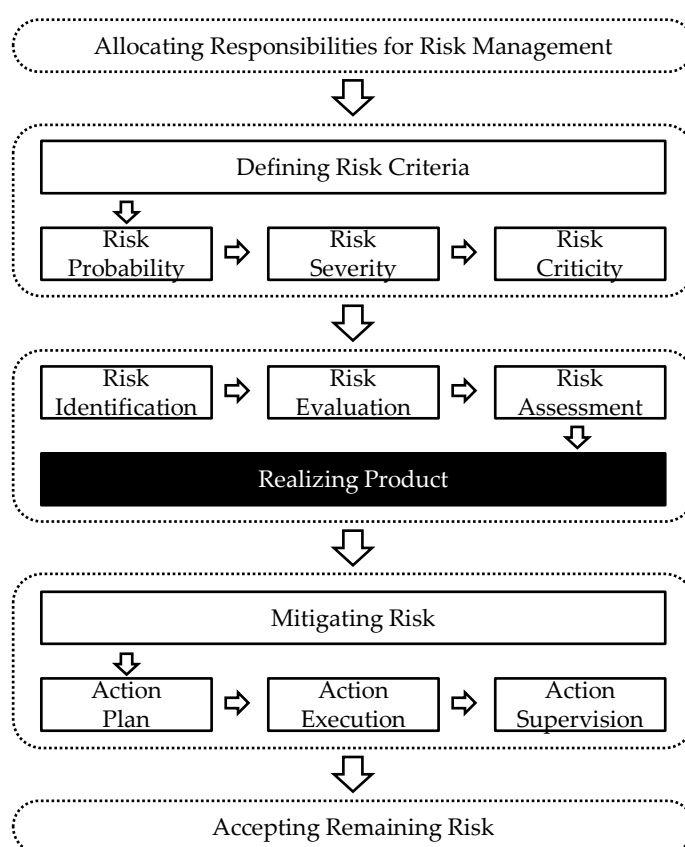 Allocating Responsibilities for Risk Management
Defining Risk Criteria
Risk
Probability
Risk
Severity
Risk
Criticity
Risk
Identification
Risk
Evaluation
Risk
Assessment
Realizing Product
Mitigating Risk
Action
Plan
Action
Execution
Action
Supervision
Accepting Remaining Risk